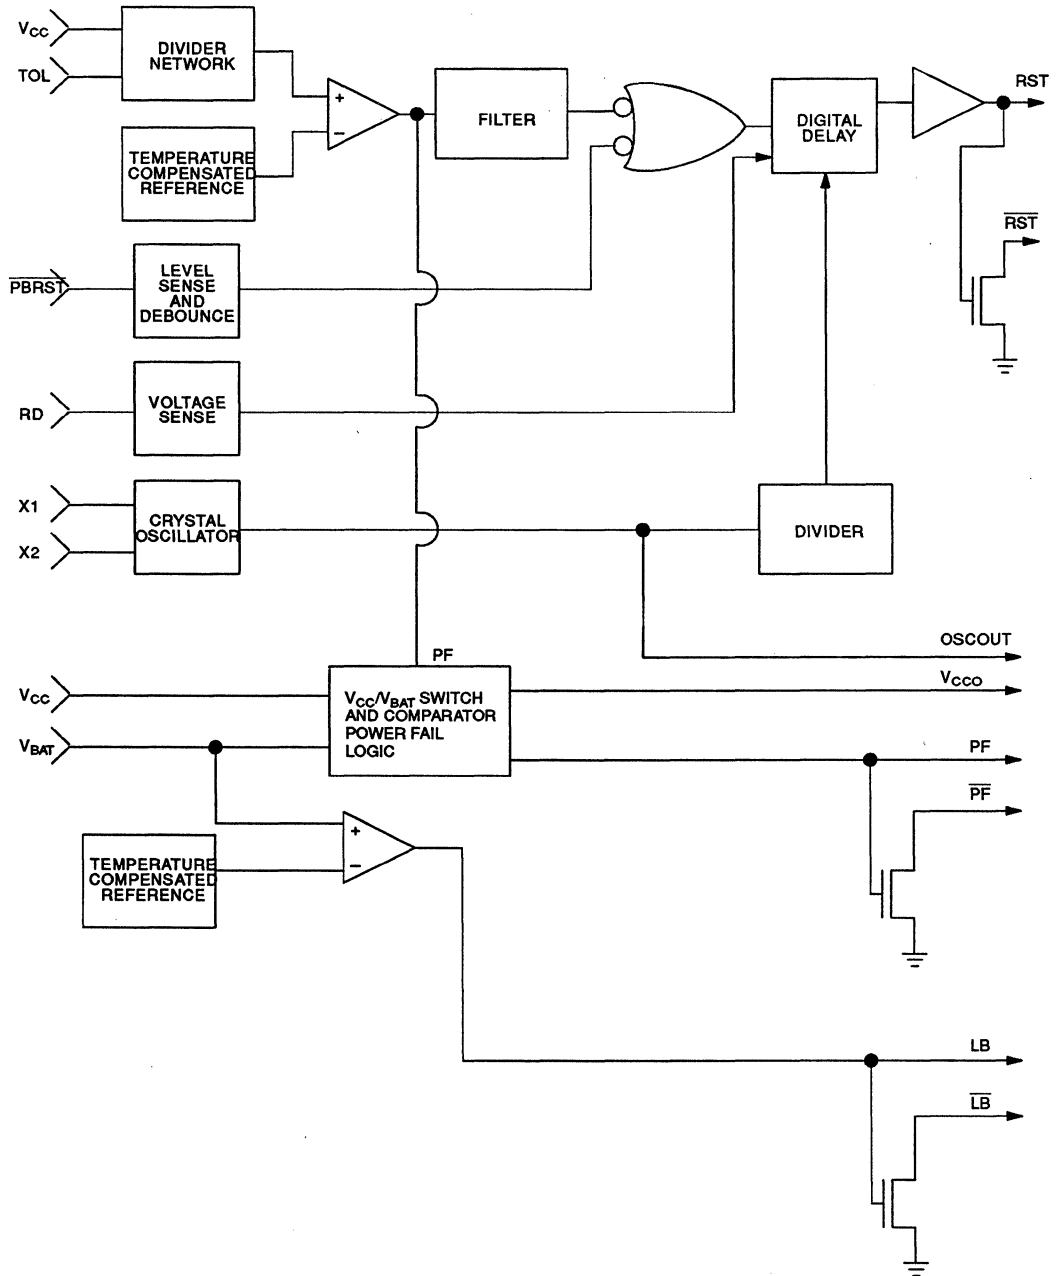 VCC
TOL
DIVIDER
NETWORK
TEMPERATURE
COMPENSATED
REFERENCE
+
−
FILTER
DIGITAL
DELAY
RST
RST
PBRST
LEVEL
SENSE
AND
DEBOUNCE
RD
VOLTAGE
SENSE
X1
X2
CRYSTAL
OSCILLATOR
DIVIDER
OSCOUT
PF
VCC
VBAT
VCC/VBAT SWITCH
AND COMPARATOR
POWER FAIL
LOGIC
VCCO
PF
PF
TEMPERATURE
COMPENSATED
REFERENCE
+
−
LB
LB